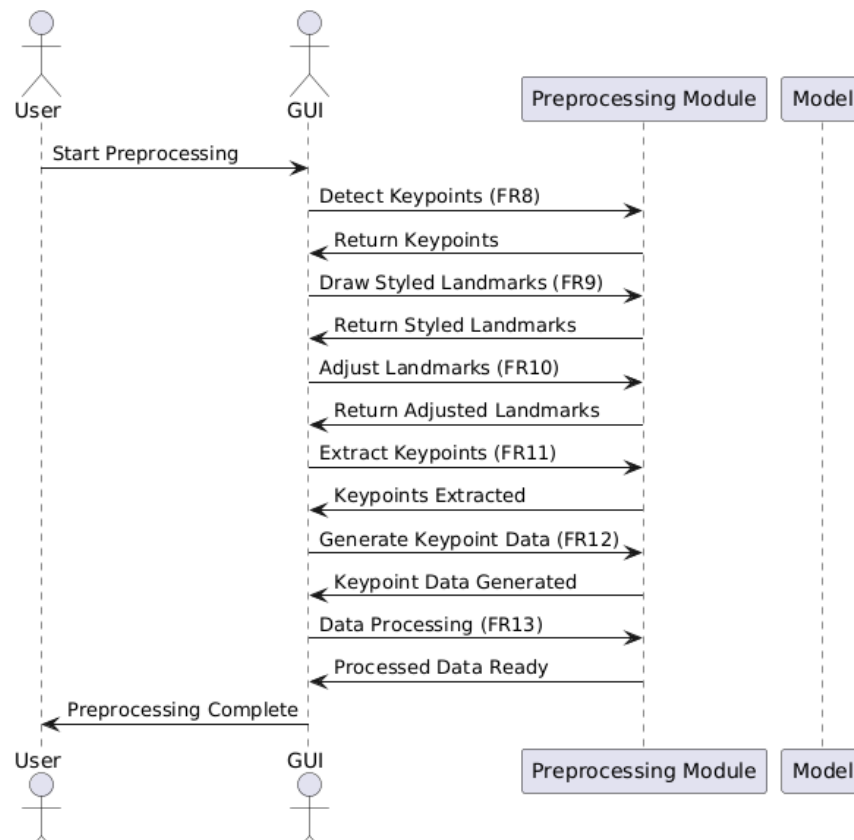 User
GUI
Preprocessing Module
Model
Start Preprocessing
Detect Keypoints (FR8)
Return Keypoints
Draw Styled Landmarks (FR9)
Return Styled Landmarks
Adjust Landmarks (FR10)
Return Adjusted Landmarks
Extract Keypoints (FR11)
Keypoints Extracted
Generate Keypoint Data (FR12)
Keypoint Data Generated
Data Processing (FR13)
Processed Data Ready
Preprocessing Complete
User
GUI
Preprocessing Module
Model